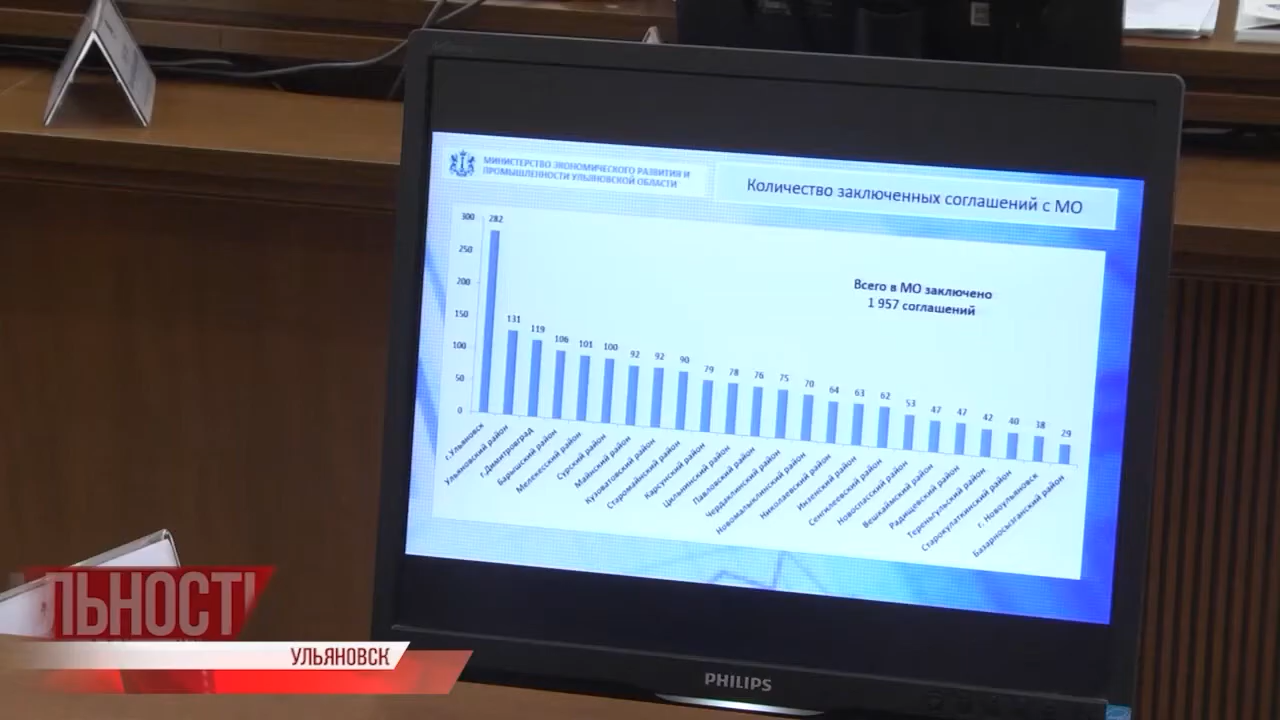 МИНИСТЕРСТВО ЭКОНОМИЧЕСКОГО РАЗВИТИЯ И
ПРОМЫШЛЕННОСТИ УЛЬЯНОВСКОЙ ОБЛАСТИ
Количество заключенных соглашений с МО
Всего в МО заключено
1 957 соглашений
300
250
200
150
100
50
0
282
131
119
106
101
100
92
92
90
79
78
76
75
70
64
63
62
53
47
47
42
40
38
29
г.Ульяновск
Ульяновский район
г.Димитровград
Барышский район
Мелекесский район
Сурский район
Майнский район
Кузоватовский район
Старомайнский район
Карсунский район
Цильнинский район
Павловский район
Чердаклинский район
Новомалыклинский район
Николаевский район
Инзенский район
Сенгилеевский район
Новоспасский район
Вешкаймский район
Радищевский район
Тереньгульский район
Старокулаткинский район
г. Новоульяновск
Базарносызганский район
PHILIPS
ЛЬНОСТЬ
УЛЬЯНОВСК